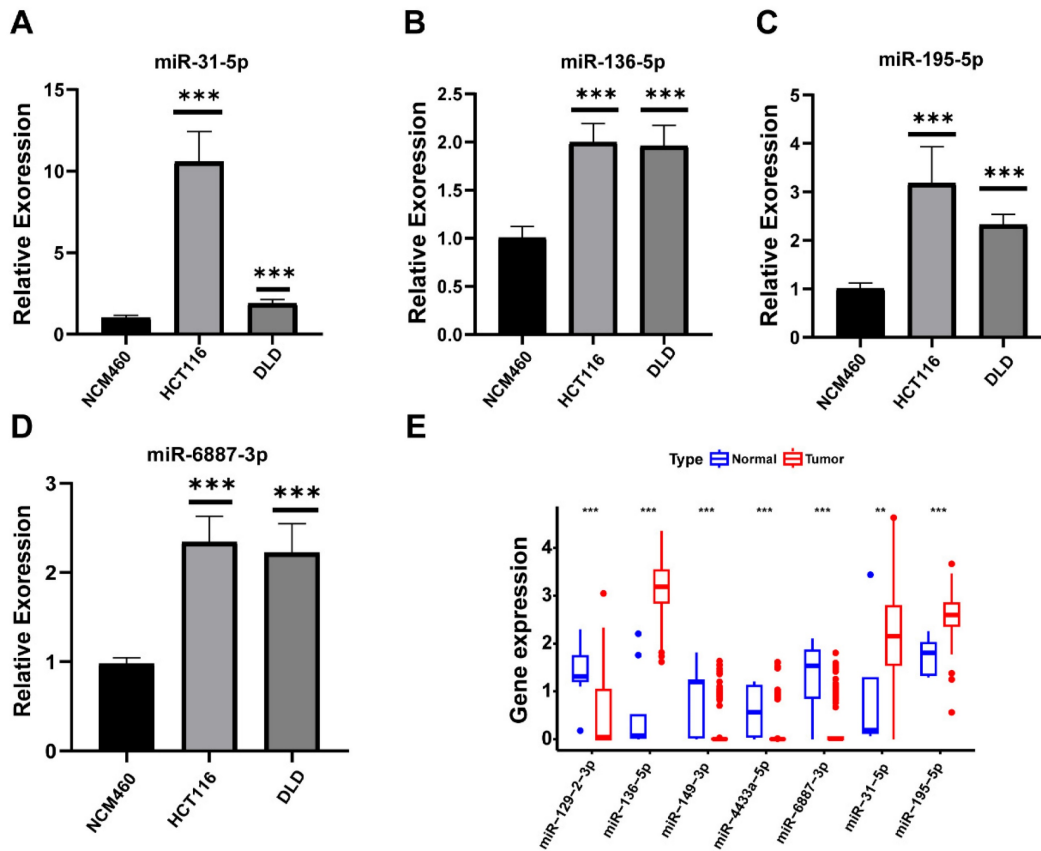 A
miR-31-5p
Relative Exoression
15
10
5
0
***
***
NCM460
HCT116
DLD
B
miR-136-5p
Relative Exoression
2.5
2.0
1.5
1.0
0.5
0.0
***
***
NCM460
HCT116
DLD
C
miR-195-5p
Relative Exoression
5
4
3
2
1
0
***
***
NCM460
HCT116
DLD
D
miR-6887-3p
Relative Exoression
3
2
1
0
***
***
NCM460
HCT116
DLD
E
Type Normal Tumor
Gene expression
4
3
2
1
0
*** *** *** *** *** ** ***
miR-129-2-3p
miR-136-5p
miR-149-3p
miR-4433a-5p
miR-6887-3p
miR-31-5p
miR-195-5p